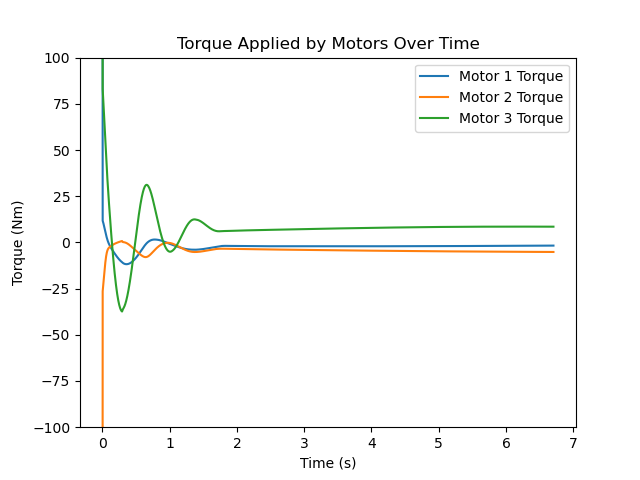 Torque Applied by Motors Over Time
Motor 1 Torque
Motor 2 Torque
Motor 3 Torque
Torque (Nm)
100
75
50
25
0
−25
−50
−75
−100
0 1 2 3 4 5 6 7
Time (s)